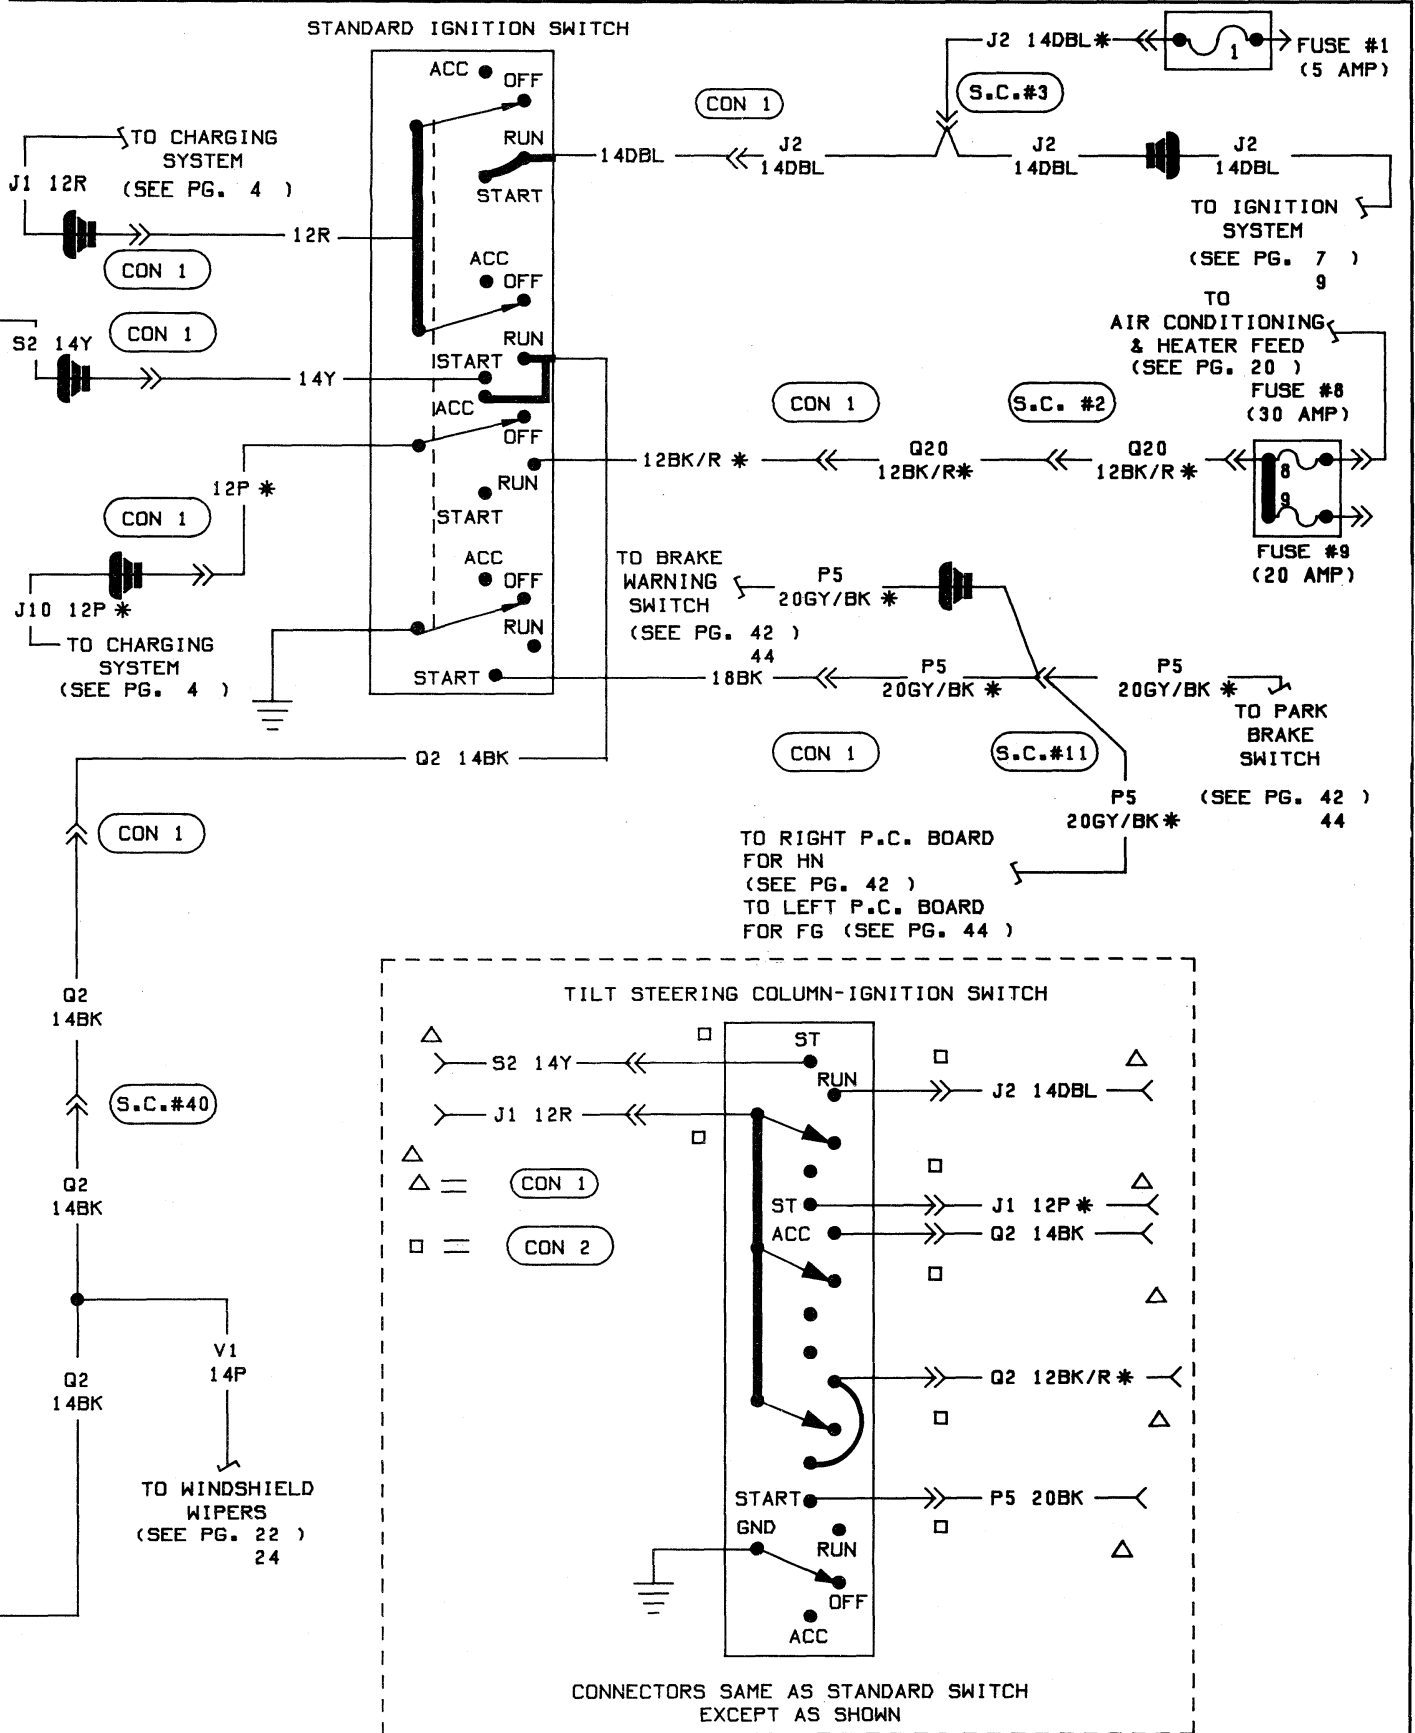 STANDARD IGNITION SWITCH
J2 14DBL*
1
FUSE #1
(5 AMP)
ACC
OFF
CON 1
S.C.#3
RUN
TO CHARGING
SYSTEM
(SEE PG. 4 )
J1 12R
14DBL
J2
14DBL
J2
14DBL
J2
14DBL
START
TO IGNITION
SYSTEM
(SEE PG. 7 )
9
12R
CON 1
ACC
OFF
RUN
TO
AIR CONDITIONING
& HEATER FEED
(SEE PG. 20 )
FUSE #8
(30 AMP)
S2 14Y
CON 1
START
14Y
ACC
CON 1
S.C. #2
OFF
12BK/R *
Q20
12BK/R*
Q20
12BK/R *
8
9
RUN
12P *
CON 1
START
FUSE #9
(20 AMP)
ACC
OFF
TO BRAKE
WARNING
SWITCH
(SEE PG. 42 )
44
P5
20GY/BK *
J10 12P *
TO CHARGING
SYSTEM
(SEE PG. 4 )
RUN
START
18BK
P5
20GY/BK *
P5
20GY/BK *
TO PARK
BRAKE
SWITCH
(SEE PG. 42 )
44
Q2 14BK
CON 1
S.C.#11
P5
20GY/BK *
CON 1
TO RIGHT P.C. BOARD
FOR HN
(SEE PG. 42 )
TO LEFT P.C. BOARD
FOR FG (SEE PG. 44 )
Q2
14BK
S.C.#40
Q2
14BK
V1
14P
Q2
14BK
TO WINDSHIELD
WIPERS
(SEE PG. 22 )
24
TILT STEERING COLUMN-IGNITION SWITCH
ST
S2 14Y
RUN
J2 14DBL
J1 12R
CON 1
ST
J1 12P *
ACC
Q2 14BK
CON 2
Q2 12BK/R *
START
P5 20BK
GND
RUN
OFF
ACC
CONNECTORS SAME AS STANDARD SWITCH
EXCEPT AS SHOWN